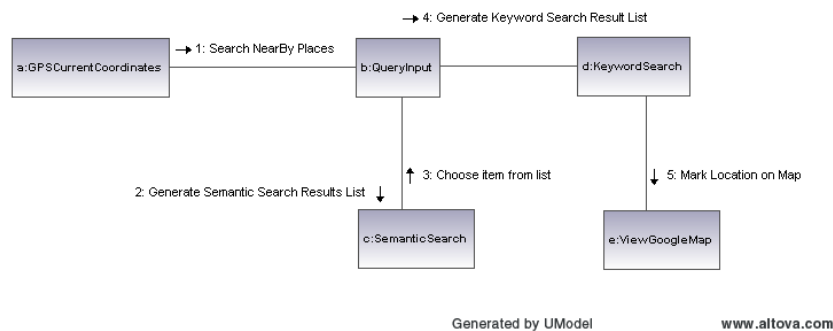 4: Generate Keyword Search Result List
1: Search NearBy Places
a:GPSCurrentCoordinates
b:QueryInput
d:KeywordSearch
3: Choose item from list
5: Mark Location on Map
2: Generate Semantic Search Results List
c:SemanticSearch
e:ViewGoogleMap
Generated by UModel
www.altova.com